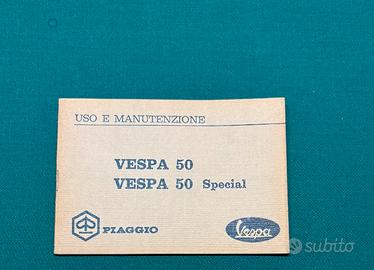 USO E MANUTENZIONE
VESPA 50
VESPA 50 Special
PIAGGIO
Vespa
subito